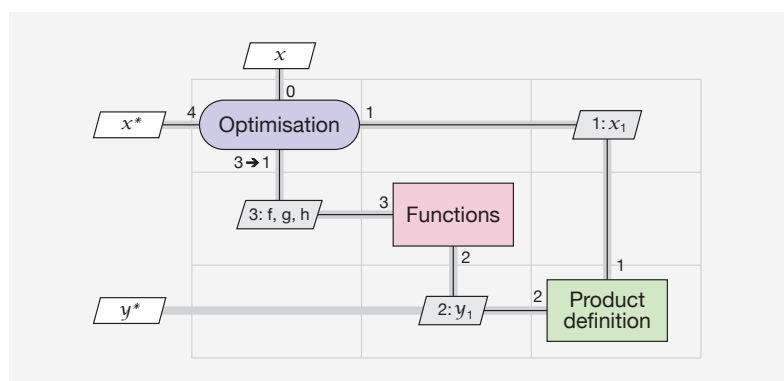 x
0
x*
4
Optimisation
1
1: x₁
3➔1
3: f, g, h
3
Functions
2
1
y*
2: y₁
2
Product
definition